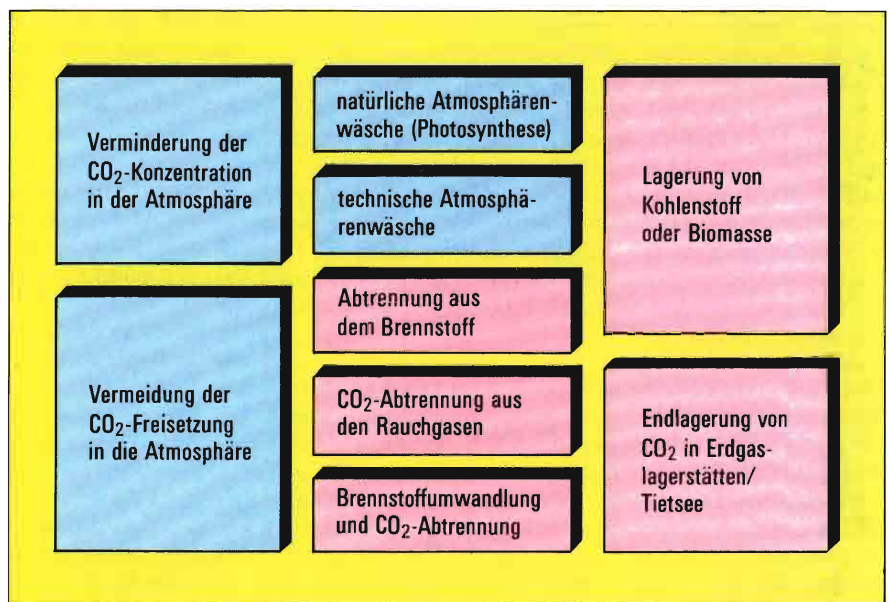 Verminderung der
CO₂-Konzentration
in der Atmosphäre
Vermeidung der
CO₂-Freisetzung
in die Atmosphäre
natürliche Atmosphären-
wäsche (Photosynthese)
technische Atmosphä-
renwäsche
Abtrennung aus
dem Brennstoff
CO₂-Abtrennung aus
den Rauchgasen
Brennstoffumwandlung
und CO₂-Abtrennung
Lagerung von
Kohlenstoff
oder Biomasse
Endlagerung von
CO₂ in Erdgas-
lagerstätten/
Tietsee